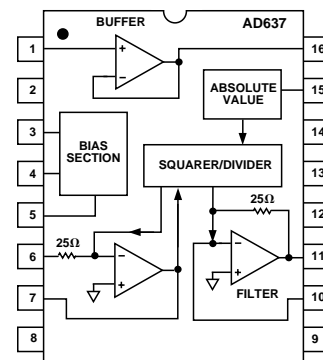 BUFFER
AD637
1
16
2
15
ABSOLUTE
VALUE
3
14
BIAS
SECTION
4
13
SQUARER/DIVIDER
5
12
25Ω
25Ω
6
11
FILTER
7
10
8
9
+
−
−
+
−
+